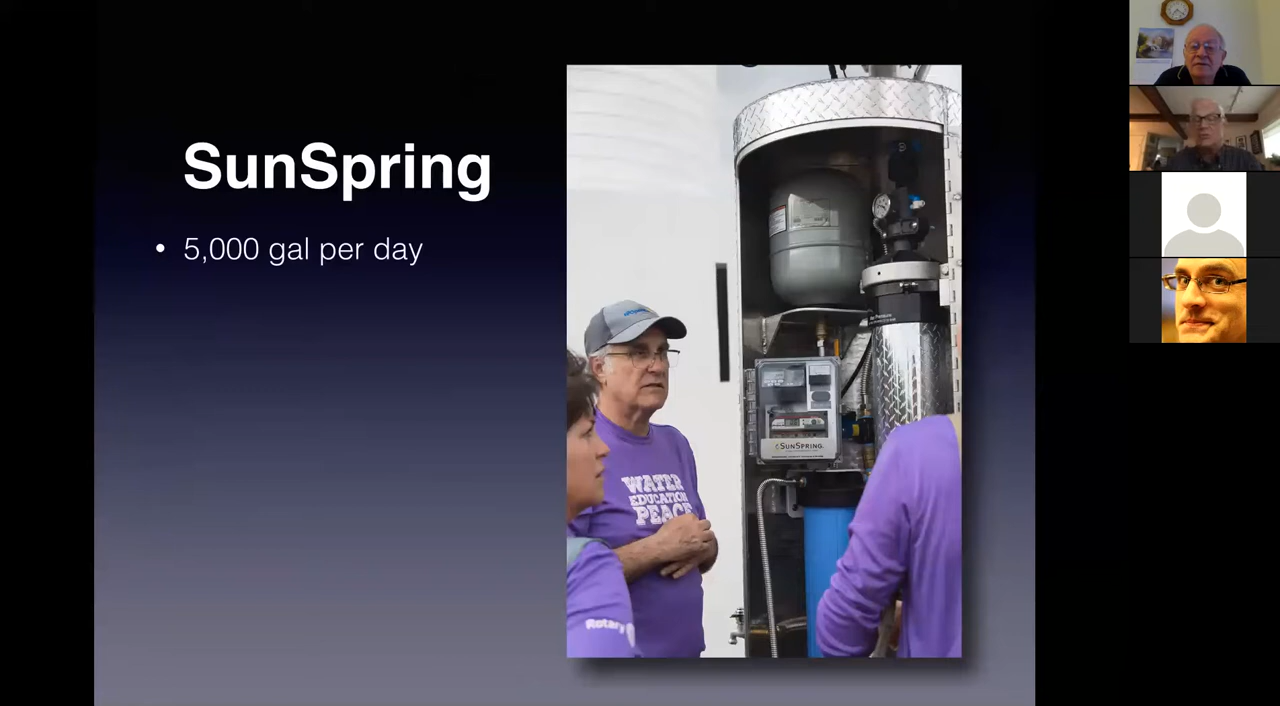 SunSpring
• 5,000 gal per day
WATER
EDUCATION
PEACE
Rotary
SUNSPRING